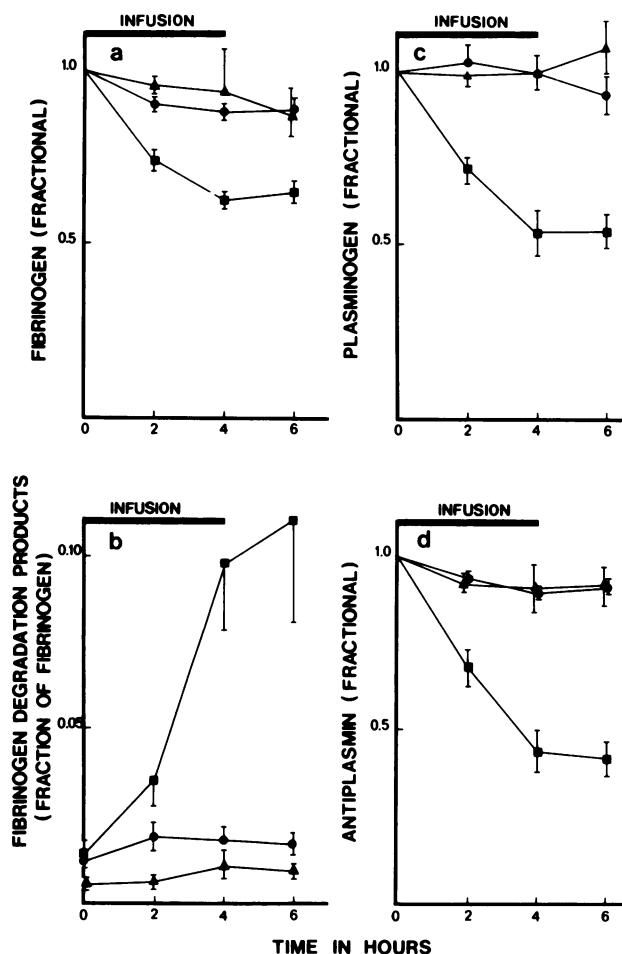 INFUSION
a
1.0
0.5
FIBRINOGEN (FRACTIONAL)
0 2 4 6
INFUSION
c
1.0
0.5
PLASMINOGEN (FRACTIONAL)
0 2 4 6
INFUSION
b
0.10
0.05
FIBRINOGEN DEGRADATION PRODUCTS
(FRACTION OF FIBRINOGEN)
0 2 4 6
INFUSION
d
1.0
0.5
ANTIPLASMIN (FRACTIONAL)
0 2 4 6
TIME IN HOURS